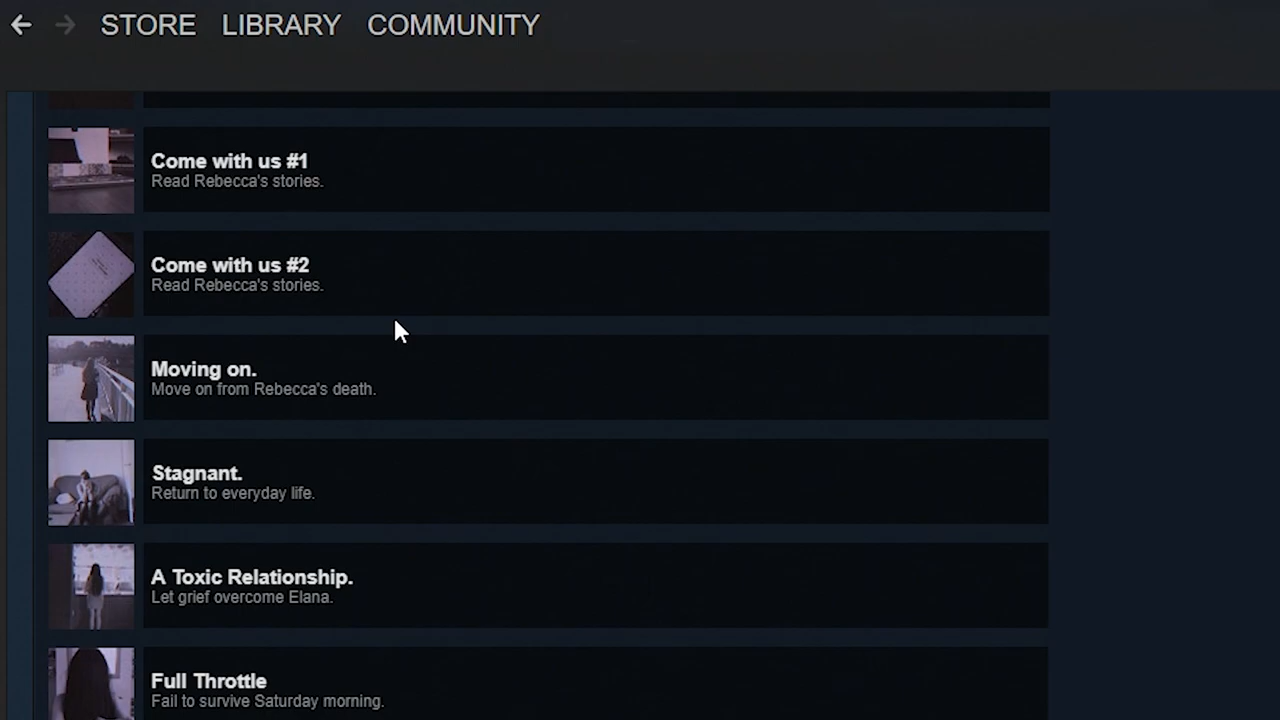 STORE LIBRARY COMMUNITY
Come with us #1
Read Rebecca's stories.
Come with us #2
Read Rebecca's stories.
Moving on.
Move on from Rebecca's death.
Stagnant.
Return to everyday life.
A Toxic Relationship.
Let grief overcome Elana.
Full Throttle
Fail to survive Saturday morning.